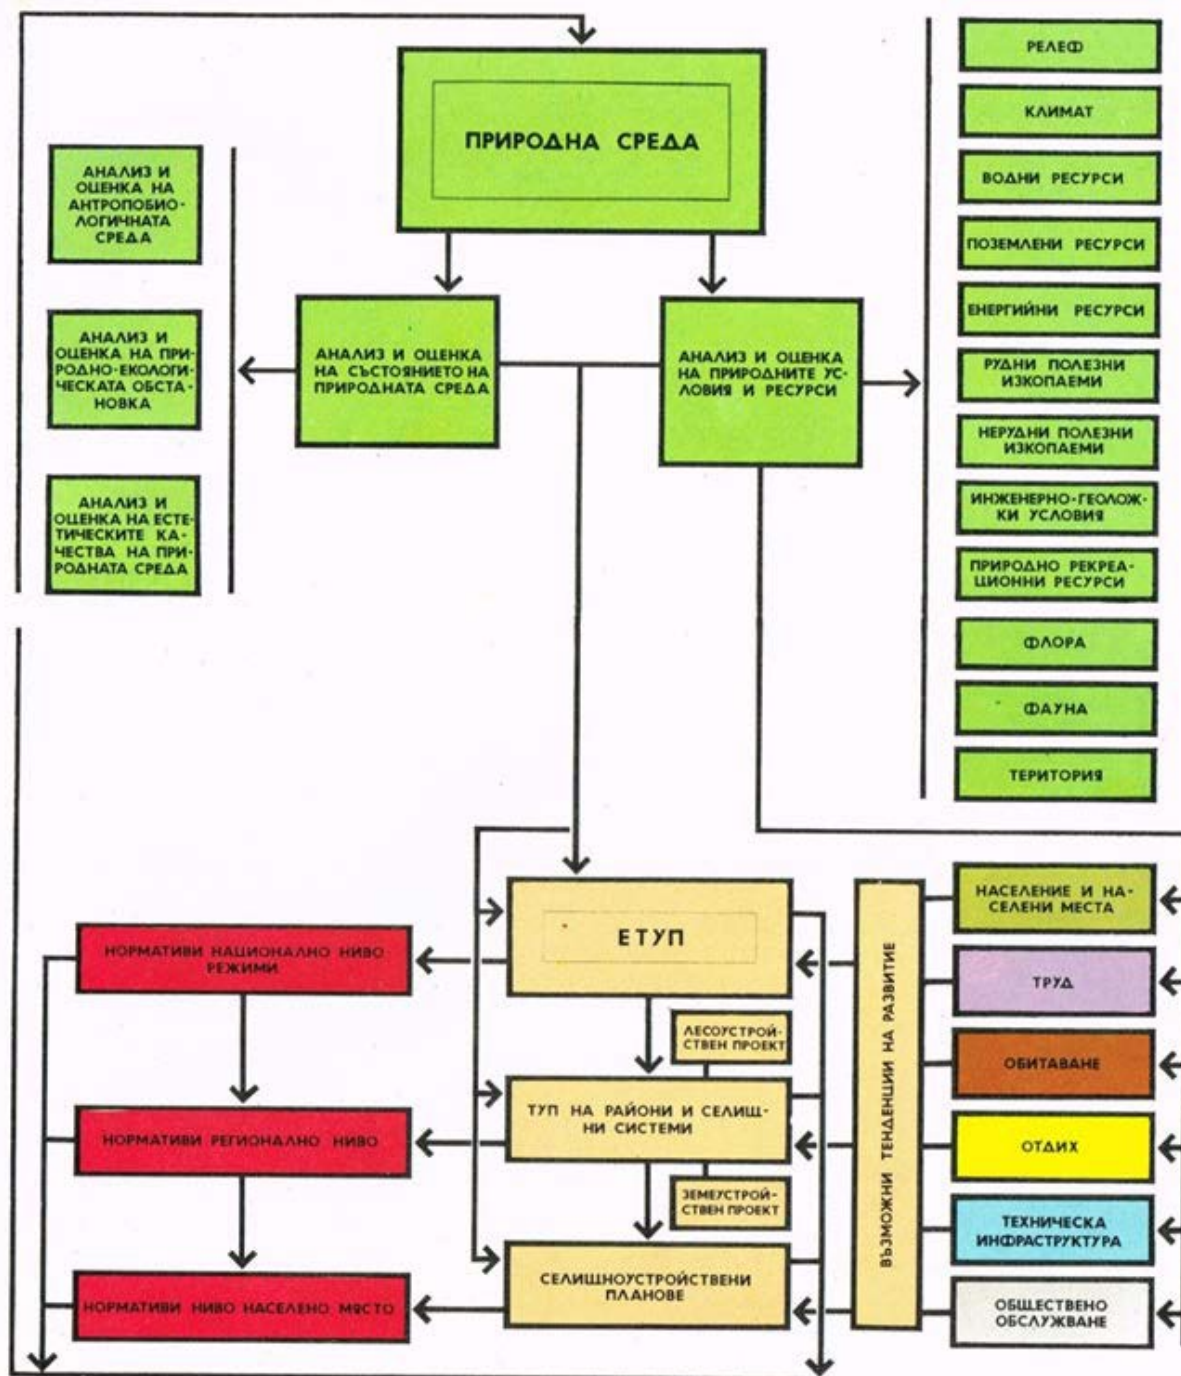 ПРИРОДНА СРЕДА
АНАЛИЗ И
ОЦЕНКА НА
АНТРОПОБИО-
ЛОГИЧНАТА
СРЕДА
АНАЛИЗ И
ОЦЕНКА НА ПРИ-
РОДНО-ЕКОЛОГИ-
ЧЕСКАТА ОБСТА-
НОВКА
АНАЛИЗ И
ОЦЕНКА НА ЕСТЕ-
ТИЧЕСКИТЕ КА-
ЧЕСТВА НА ПРИ-
РОДНАТА СРЕДА
АНАЛИЗ И ОЦЕНКА
НА СЪСТОЯНИЕТО НА
ПРИРОДНАТА СРЕДА
АНАЛИЗ И ОЦЕНКА
НА ПРИРОДНИТЕ УС-
ЛОВИЯ И РЕСУРСИ
РЕЛЕФ
КЛИМАТ
ВОДНИ РЕСУРСИ
ПОЗЕМЛЕНИ РЕСУРСИ
ЕНЕРГИЙНИ РЕСУРСИ
РУДНИ ПОЛЕЗНИ
ИЗКОПАЕМИ
НЕРУДНИ ПОЛЕЗНИ
ИЗКОПАЕМИ
ИНЖЕНЕРНО-ГЕОЛОЖ-
КИ УСЛОВИЯ
ПРИРОДНО РЕКРЕА-
ЦИОННИ РЕСУРСИ
ФЛОРА
ФАУНА
ТЕРИТОРИЯ
НОРМАТИВИ НАЦИОНАЛНО НИВО
РЕЖИМИ
НОРМАТИВИ РЕГИОНАЛНО НИВО
НОРМАТИВИ НИВО НАСЕЛЕНО МЯСТО
ЕТУП
ЛЕСОУСТРОЙ-
СТВЕН ПРОЕКТ
ТУП НА РАЙОНИ И СЕЛИЩ-
НИ СИСТЕМИ
ЗЕМЕУСТРОЙ-
СТВЕН ПРОЕКТ
СЕЛИЩНОУСТРОЙСТВЕНИ
ПЛАНОВЕ
ВЪЗМОЖНИ ТЕНДЕНЦИИ НА РАЗВИТИЕ
НАСЕЛЕНИЕ И НА-
СЕЛЕНИ МЕСТА
ТРУД
ОБИТАВАНЕ
ОТДИХ
ТЕХНИЧЕСКА
ИНФРАСТРУКТУРА
ОБЩЕСТВЕНО
ОБСЛУЖВАНЕ